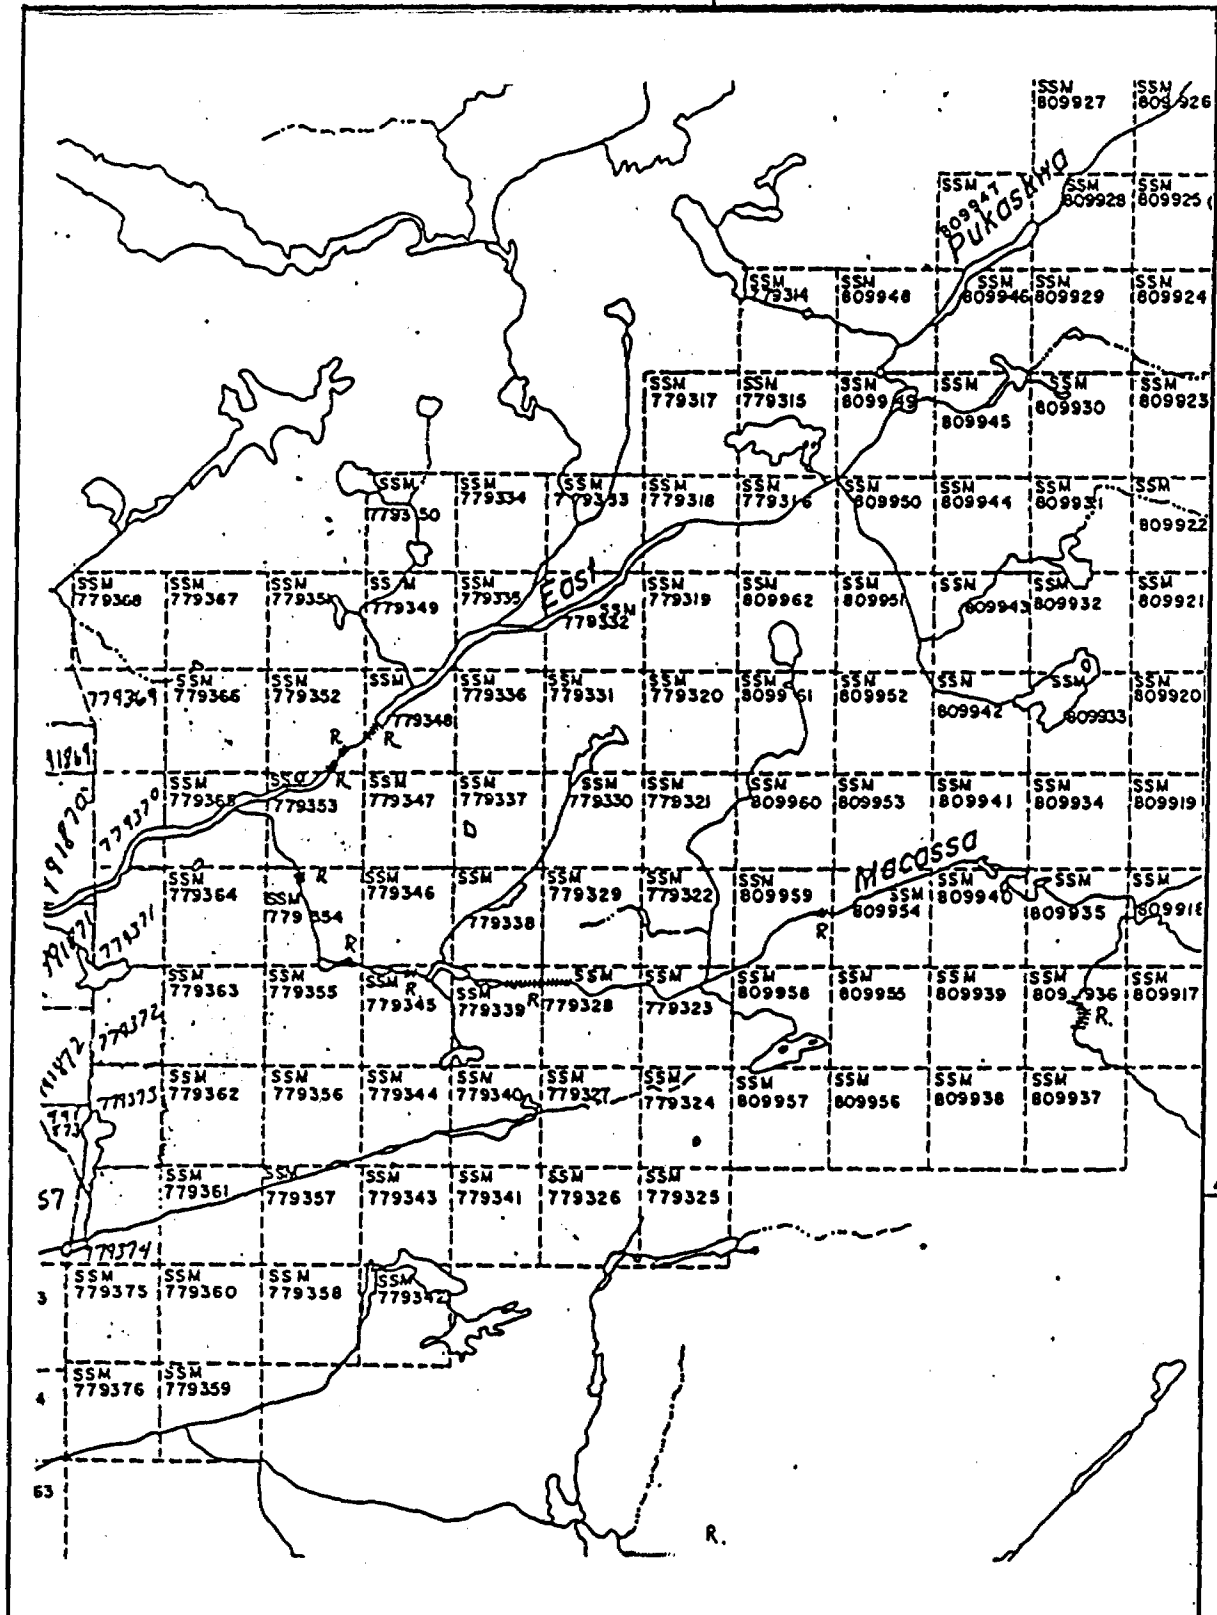 SSM SSM
809927 809926
SSM SSM SSM
809947 809928 809925
Pukaskwa
SSM SSM SSM SSM SSM
779314 809948 809946 809929 809924
SSM SSM SSM SSM SSM SSM
779317 779315 809949 809945 809930 809923
SSM SSM SSM SSM SSM SSM SSM SSM SSM
779350 779334 779333 779318 779316 809950 809944 809931 809922
East
SSM SSM SSM SSM SSM SSM SSM SSM SSM SSM SSM SSM
779368 779367 779351 779349 779335 779332 779319 809962 809951 809943 809932 809921
SSM SSM SSM SSM SSM SSM SSM SSM SSM SSM SSM
779369 779366 779352 779348 779336 779331 779320 809961 809952 809942 809933 809920
R R
R
91869
SSM SSM SSM SSM SSM SSM SSM SSM SSM SSM
791870 779370 779365 779353 779347 779337 779330 779321 809960 809953 809941 809934 809919
Macassa
SSM SSM SSM SSM SSM SSM SSM SSM SSM SSM SSM
791871 779371 779364 779354 779346 779338 779329 779322 809959 809954 809940 809935 809918
R R
R
SSM SSM SSM SSM SSM SSM SSM SSM SSM SSM
779372 779363 779355 779345 779339 779328 779323 809958 809955 809939 809936 809917
R R R.
SSM SSM SSM SSM SSM SSM SSM SSM SSM SSM
791872 779373 779362 779356 779344 779340 779327 779324 809957 809956 809938 809937
SSM SSM SSM SSM SSM SSM
57 779361 779357 779343 779341 779326 779325
779374
SSM SSM SSM SSM
3 779375 779360 779358 779342
SSM SSM
4 779376 779359
63
R.